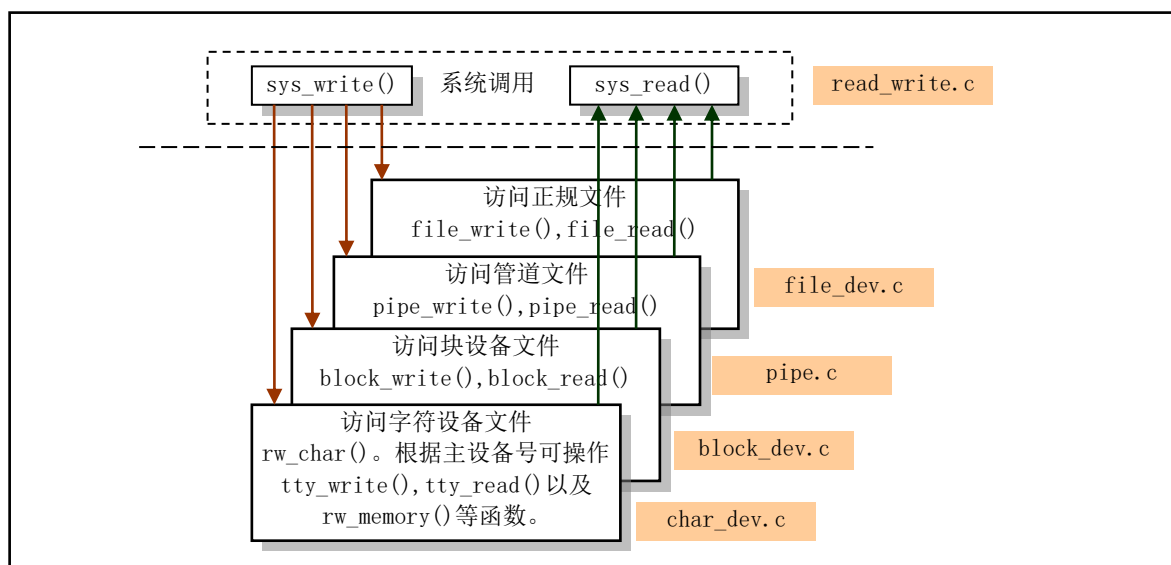 sys_write()
系统调用
sys_read()
read_write.c
访问正规文件
file_write(),file_read()
file_dev.c
访问管道文件
pipe_write(),pipe_read()
pipe.c
访问块设备文件
block_write(),block_read()
block_dev.c
访问字符设备文件
rw_char()。根据主设备号可操作
tty_write(),tty_read()以及
rw_memory()等函数。
char_dev.c